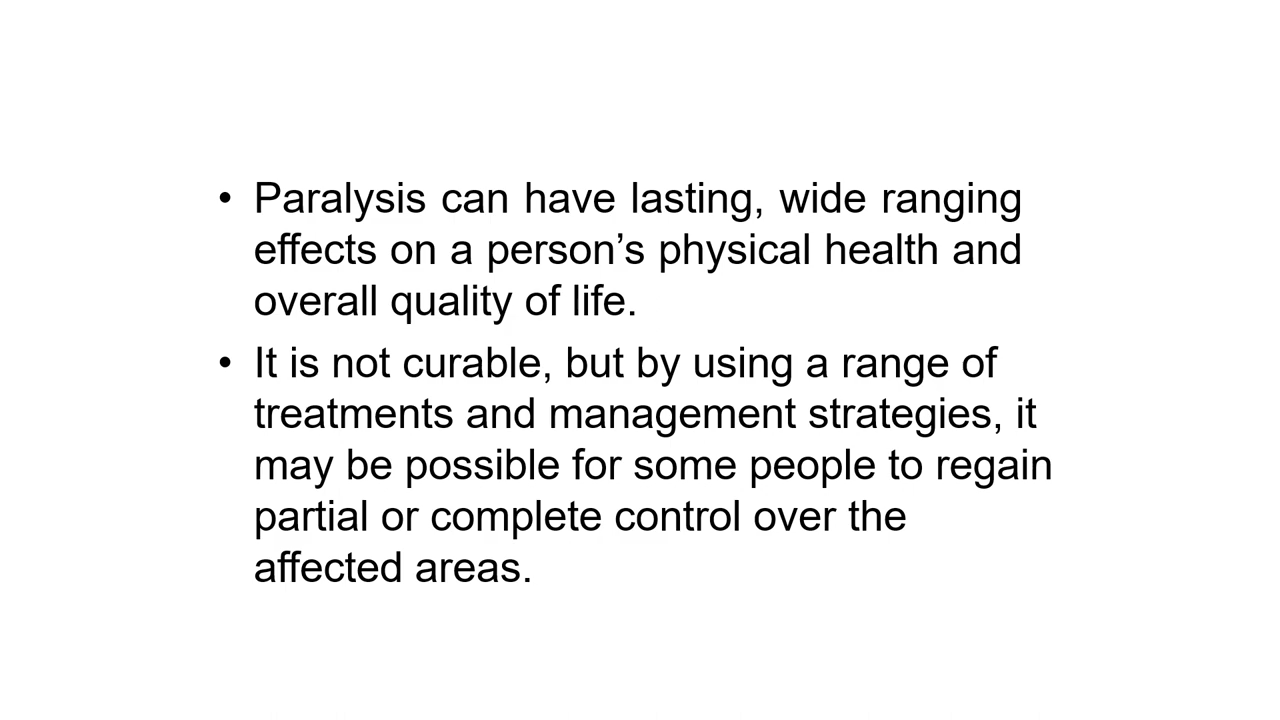 • Paralysis can have lasting, wide ranging
effects on a person’s physical health and
overall quality of life.
• It is not curable, but by using a range of
treatments and management strategies, it
may be possible for some people to regain
partial or complete control over the
affected areas.